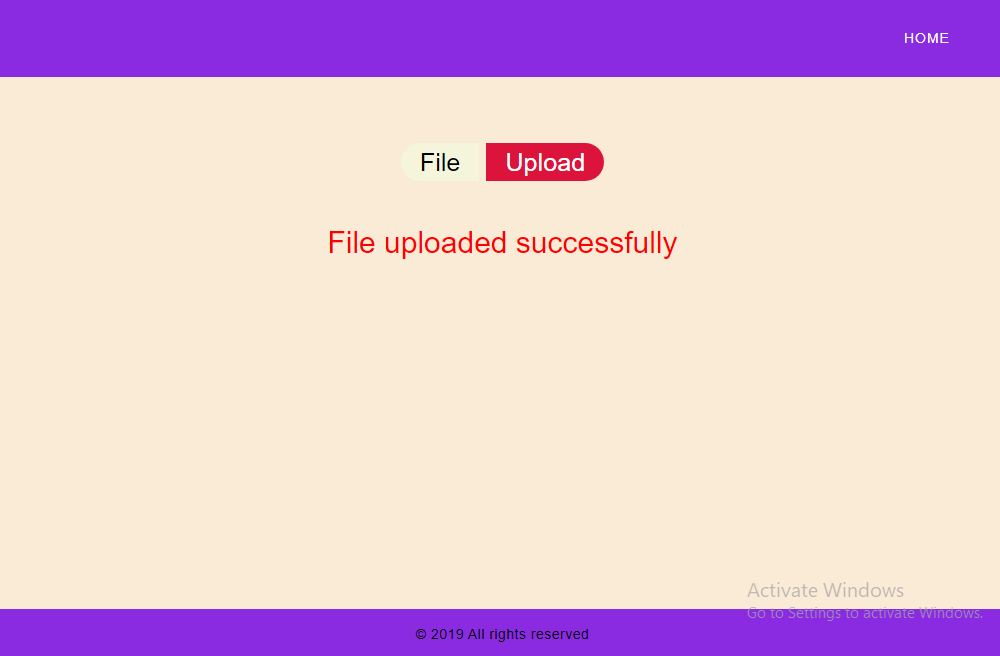 HOME
File Upload
File uploaded successfully
Activate Windows
Go to Settings to activate Windows.
© 2019 All rights reserved